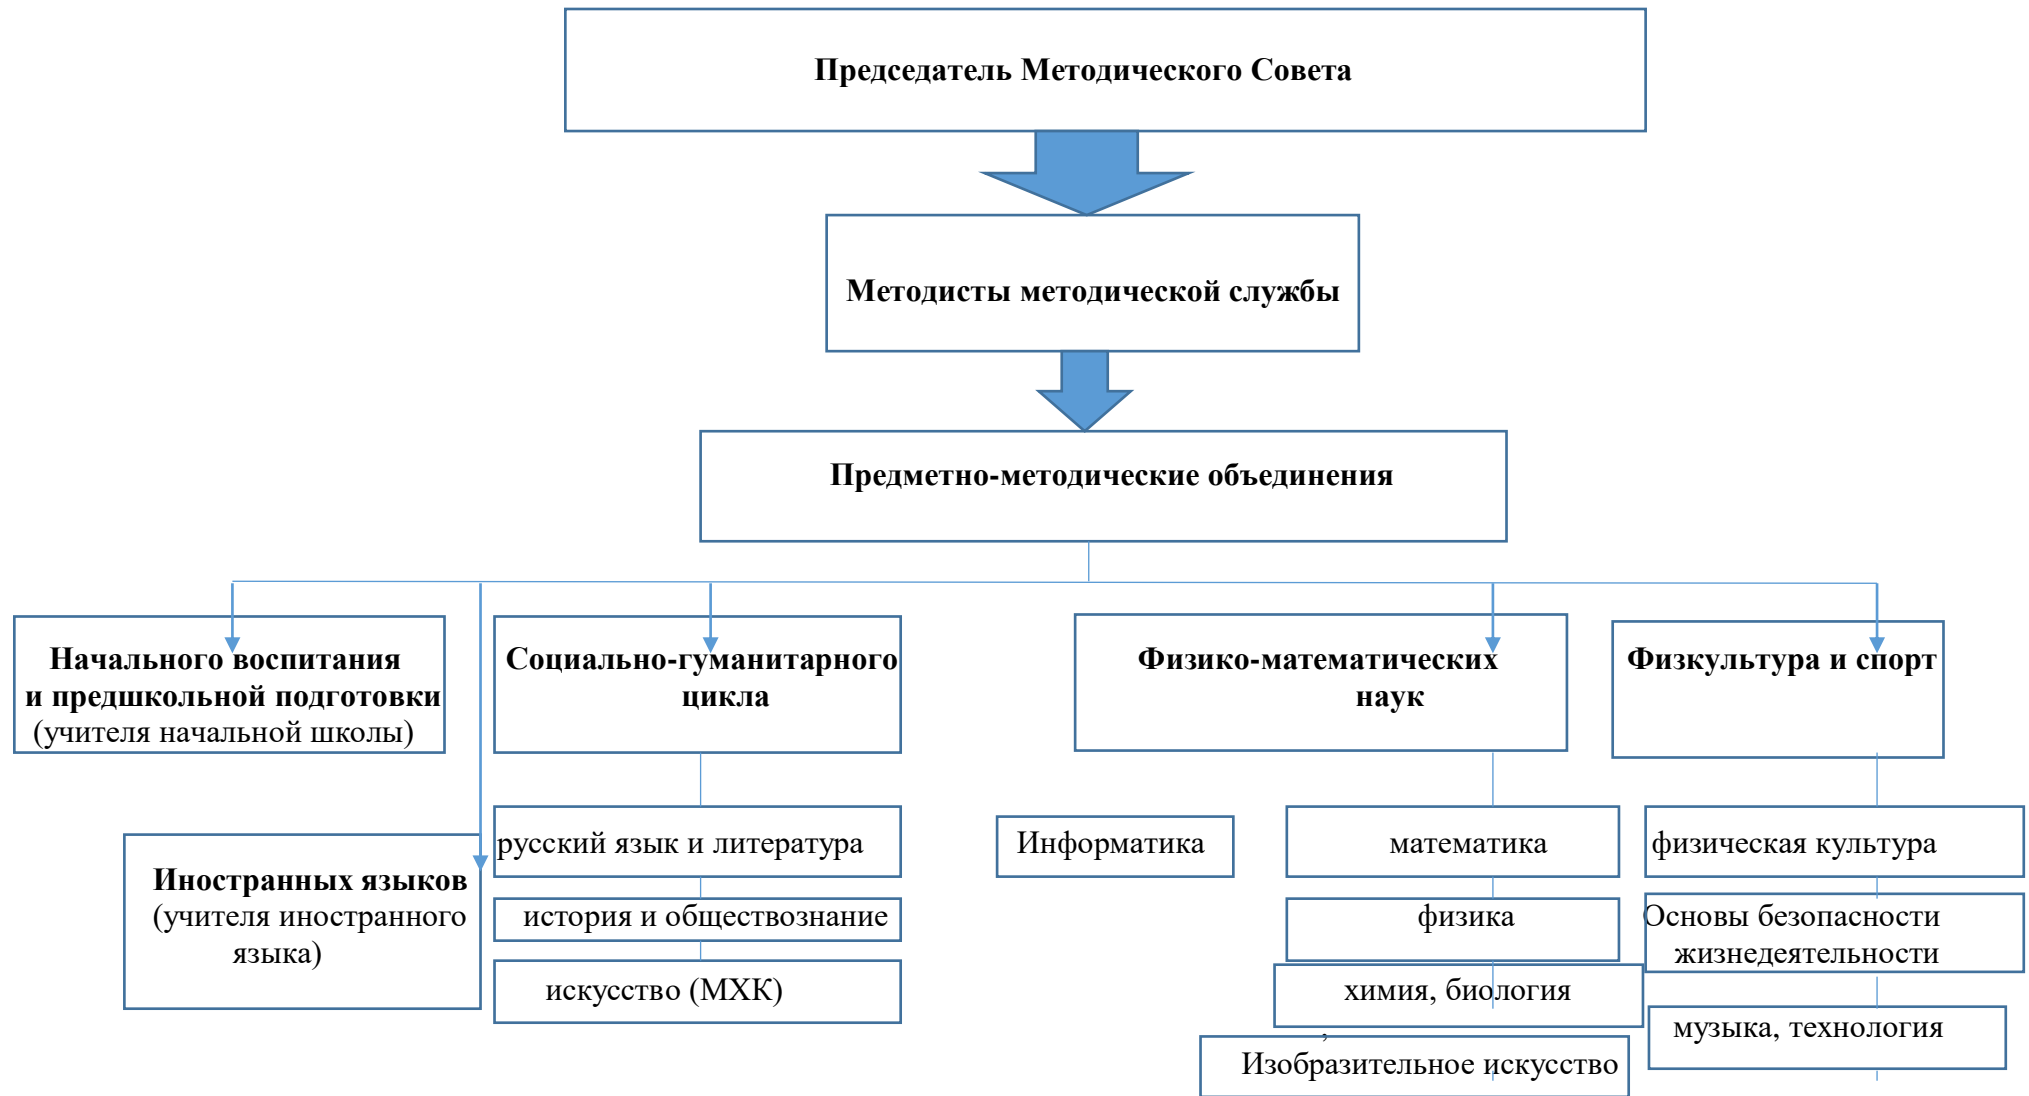 Председатель Методического Совета
Методисты методической службы
Предметно-методические объединения
Начального воспитания
и предшкольной подготовки
(учителя начальной школы)
Социально-гуманитарного
цикла
Физико-математических
наук
Физкультура и спорт
Иностранных языков
(учителя иностранного
языка)
русский язык и литература
история и обществознание
искусство (МХК)
Информатика
математика
физика
химия, биология
,
Изобразительное искусство
физическая культура
Основы безопасности
жизнедеятельности
музыка, технология